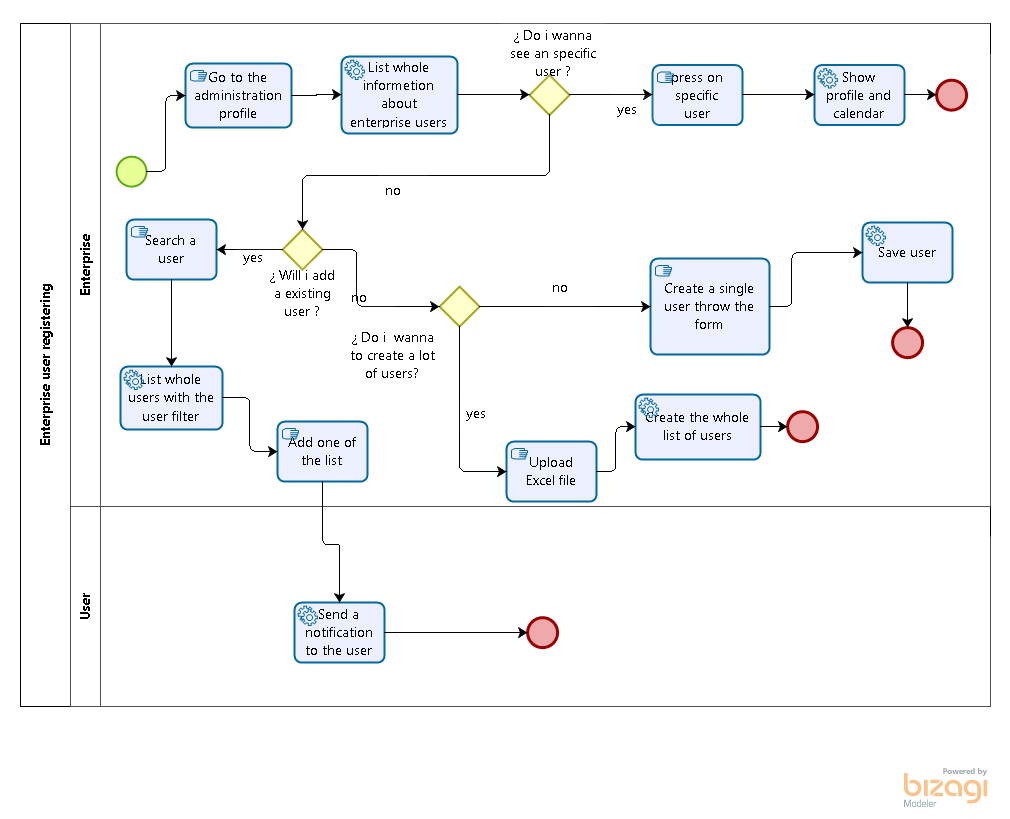 Enterprise user registering
Enterprise
User
Go to the
administration
profile
List whole
informetion
about
enterprise users
¿ Do i wanna
see an specific
user ?
yes
press on
specific
user
Show
profile and
calendar
no
Search a
user
yes
¿ Will i add
a existing
user ?
no
¿ Do i  wanna
to create a lot
of users?
no
Create a single
user throw the
form
Save user
List whole
users with the
user filter
Add one of
the list
yes
Upload
Excel file
Create the whole
list of users
Send a
notification
to the user
Powered by
bizagi
Modeler